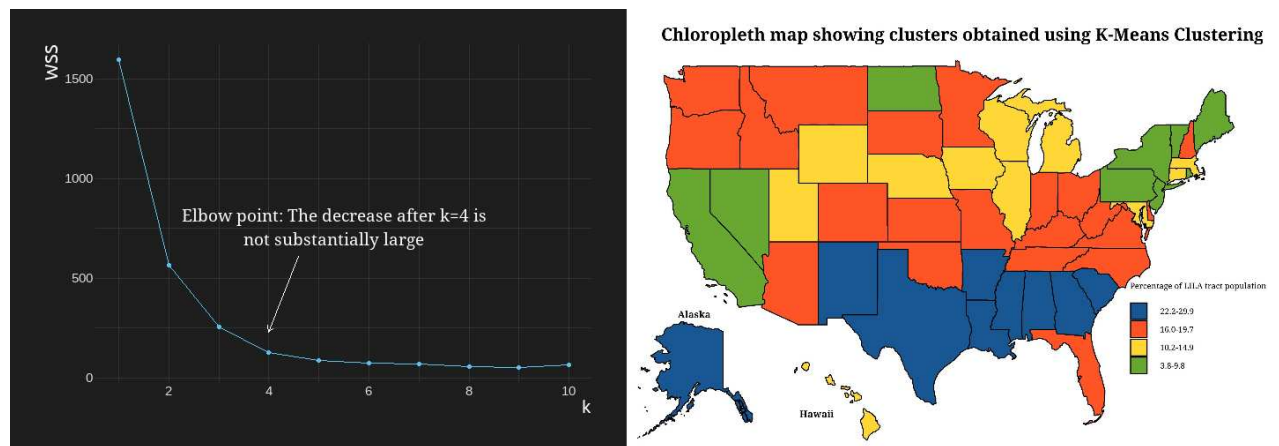 WSS
1500
1000
500
0
Elbow point: The decrease after k=4 is
not substantially large
2 4 6 8 10
k
Chloropleth map showing clusters obtained using K-Means Clustering
Alaska
Hawaii
Percentage of LILA tract population
22.2-29.9
16.0-19.7
10.2-14.9
3.8-9.8